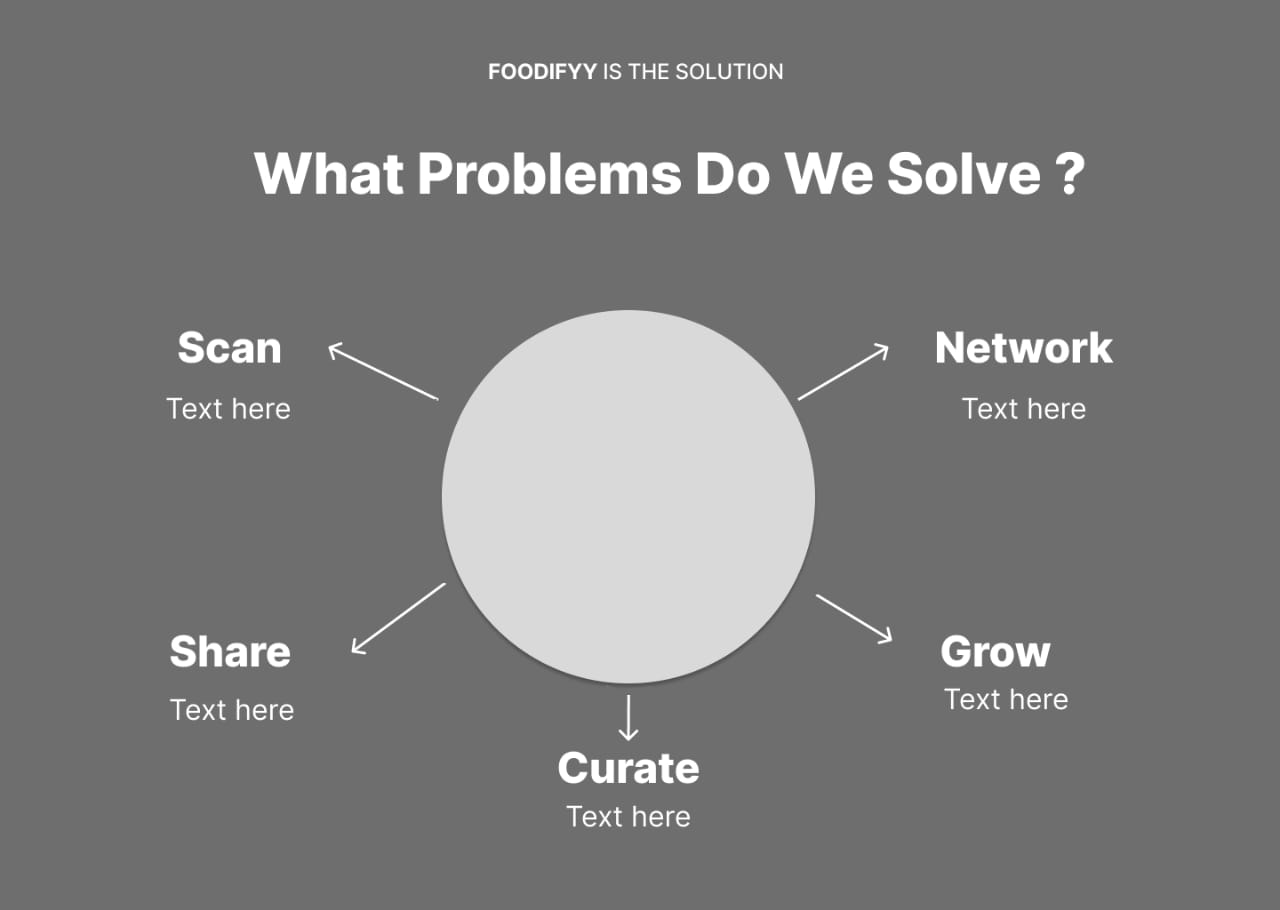 FOODIFYY IS THE SOLUTION
What Problems Do We Solve ?
Scan
Text here
Network
Text here
Share
Text here
Grow
Text here
Curate
Text here